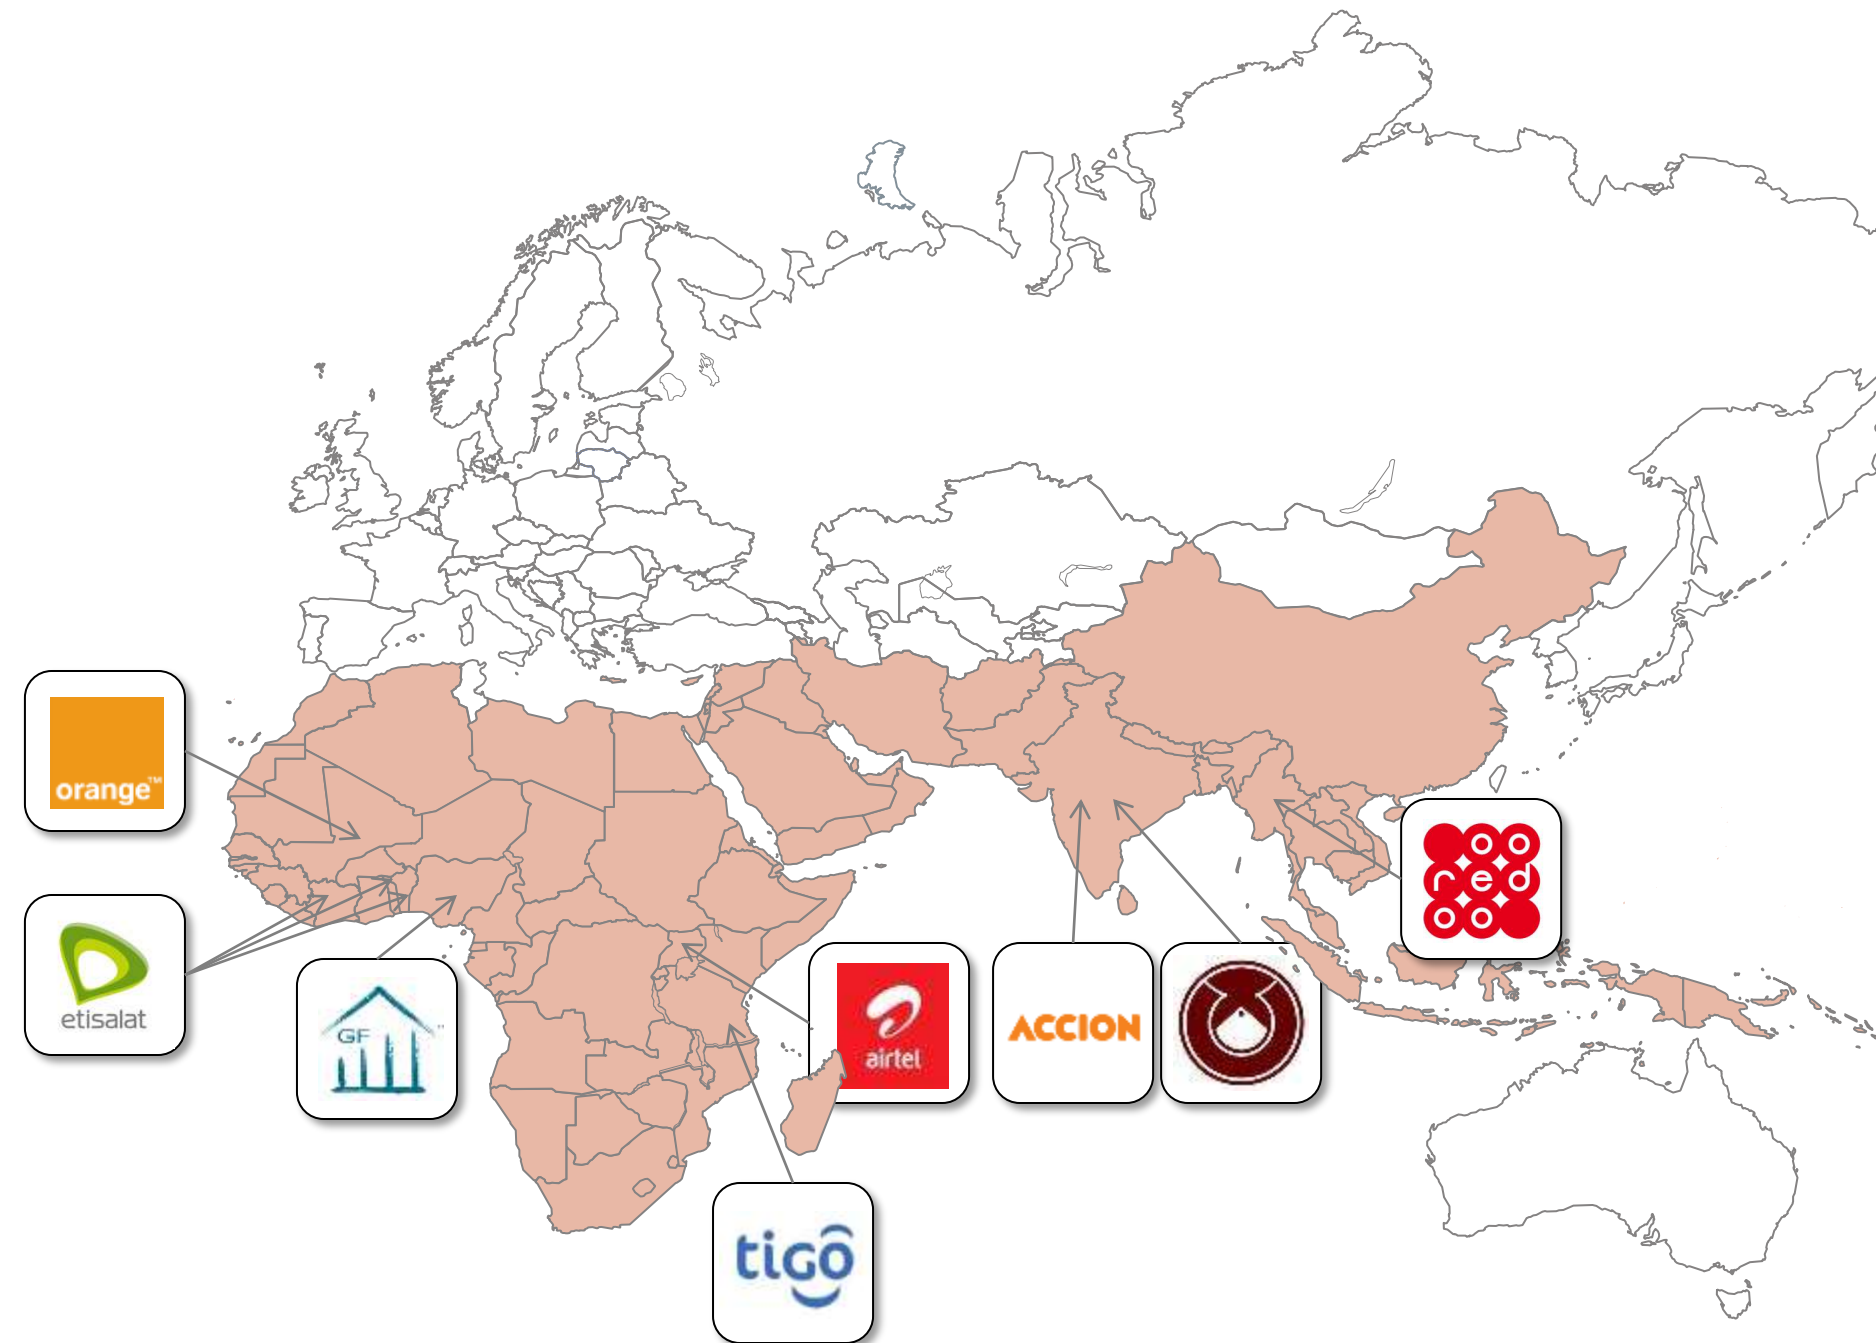 orange™
etisalat
GF
airtel
ACCION
ooredoo
tigo